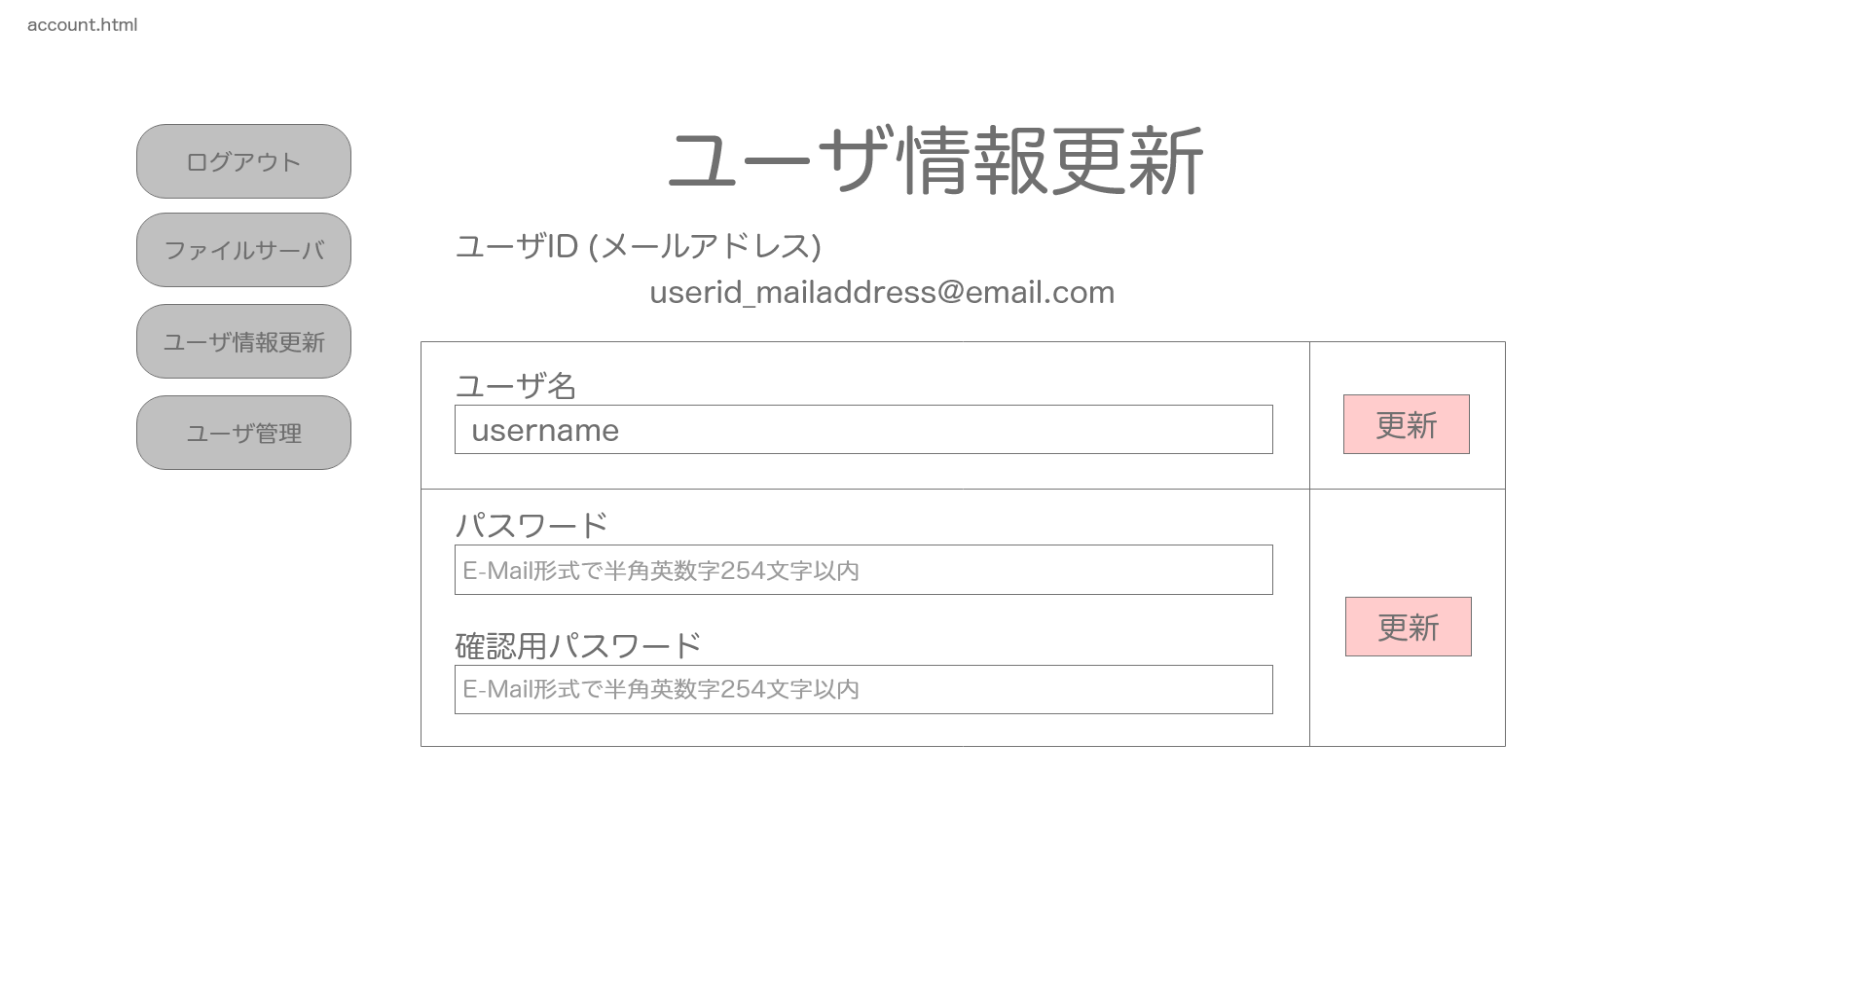 account.html
ログアウト
ファイルサーバ
ユーザ情報更新
ユーザ管理
ユーザ情報更新
ユーザID (メールアドレス)
userid_mailaddress@email.com
ユーザ名
username
更新
パスワード
E-Mail形式で半角英数字254文字以内
確認用パスワード
E-Mail形式で半角英数字254文字以内
更新